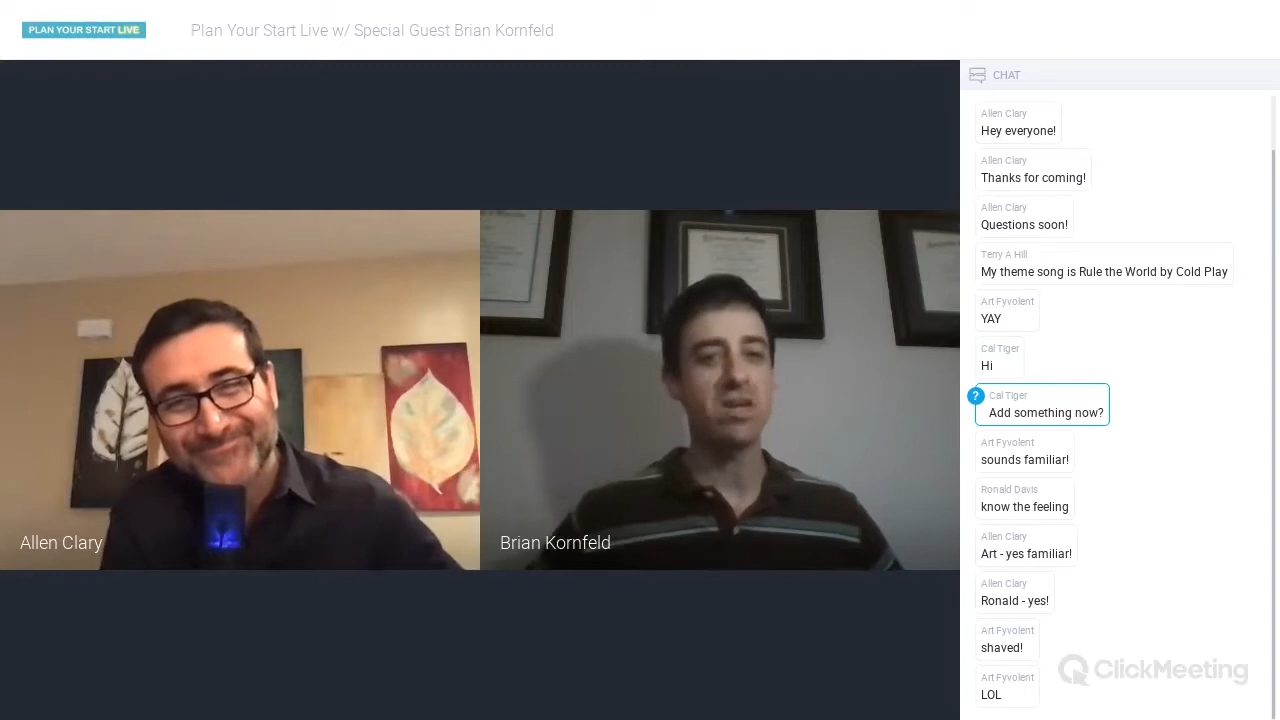 PLAN YOUR START LIVE
Plan Your Start Live w/ Special Guest Brian Kornfeld
CHAT
Allen Clary
Hey everyone!
Allen Clary
Thanks for coming!
Allen Clary
Questions soon!
Terry A Hill
My theme song is Rule the World by Cold Play
Art Fyvolent
YAY
Cal Tiger
Hi
?
Cal Tiger
Add something now?
Art Fyvolent
sounds familiar!
Ronald Davis
know the feeling
Allen Clary
Art - yes familiar!
Allen Clary
Ronald - yes!
Art Fyvolent
shaved!
Art Fyvolent
LOL
Allen Clary
Brian Kornfeld
ClickMeeting